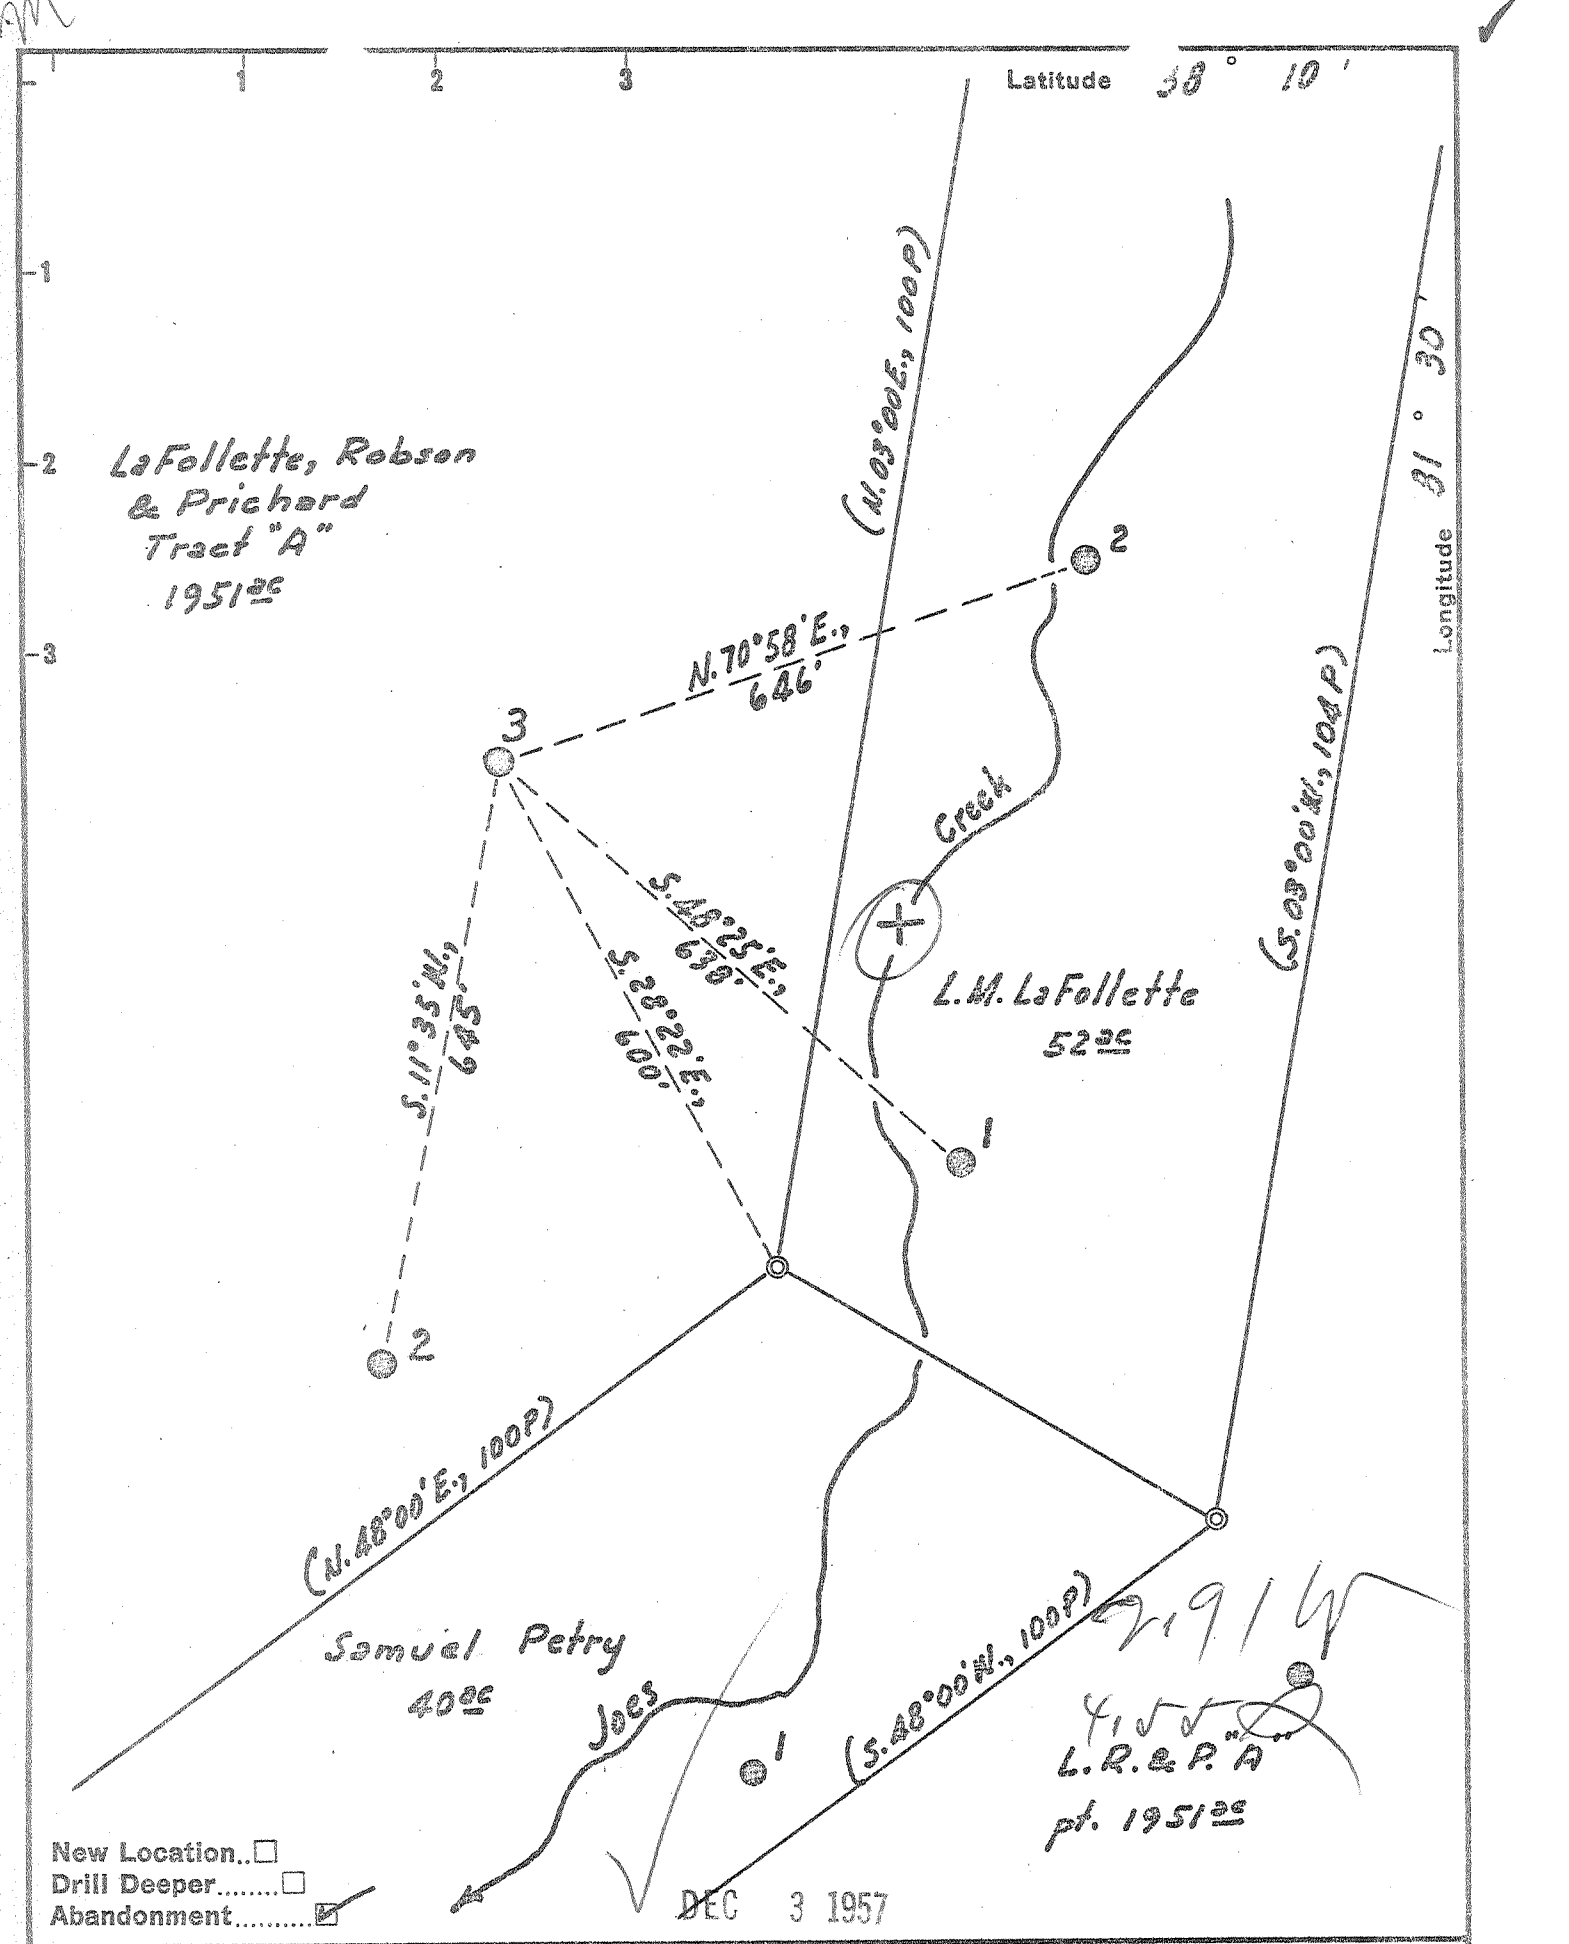 1 2 3
Latitude 38° 10'
1
2
3
Longitude 81° 30'
LaFollette, Robson
& Prichard
Tract "A"
1951ac
(N.03°00'E., 100P)
2
N.70°58'E.,
646'
3
Creek
(S.03°00'W., 104P)
S.48°25'E.,
630'
S.28°22'E.,
600'
S.11°35'W.,
645'
L.M. LaFollette
52ac
1
2
(N.48°00'E., 100P)
Samuel Petry
40ac
Joes
1
(S.48°00'W., 100P)
L.R.&P. "A"
pt. 1951ac
New Location..☐
Drill Deeper........☐
Abandonment..........☑
DEC 3 1957